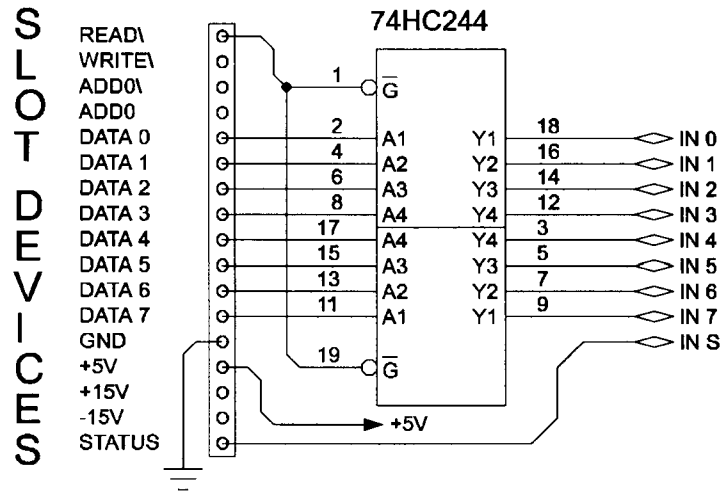 SLOT DEVICES
74HC244
READ\
WRITE\
ADD0\
ADD0
DATA 0
DATA 1
DATA 2
DATA 3
DATA 4
DATA 5
DATA 6
DATA 7
GND
+5V
+15V
-15V
STATUS
1 G
2 A1 Y1 18 IN 0
4 A2 Y2 16 IN 1
6 A3 Y3 14 IN 2
8 A4 Y4 12 IN 3
17 A4 Y4 3 IN 4
15 A3 Y3 5 IN 5
13 A2 Y2 7 IN 6
11 A1 Y1 9 IN 7
IN S
19 G
+5V